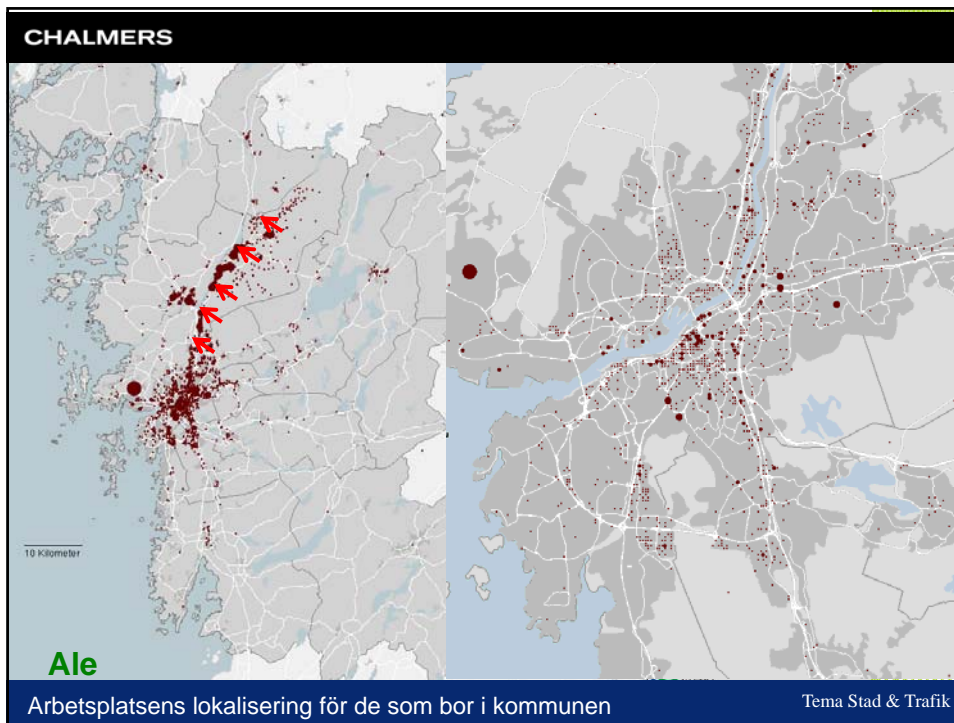 CHALMERS
10 Kilometer
Ale
Arbetsplatsens lokalisering för de som bor i kommunen
Tema Stad & Trafik